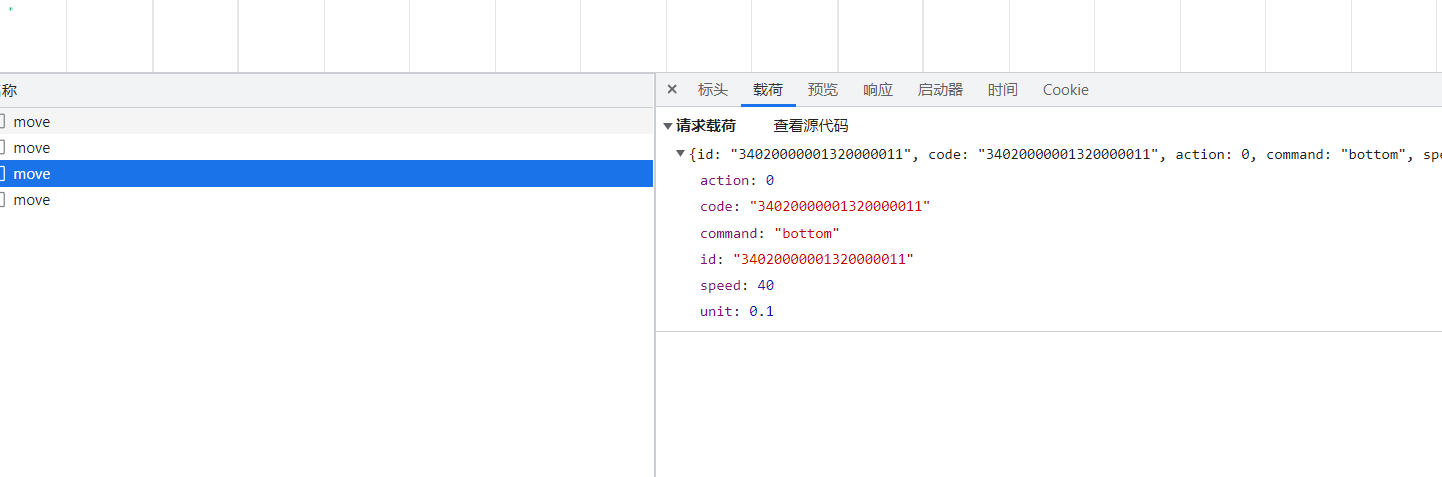 名称
× 标头 载荷 预览 响应 启动器 时间 Cookie
move
move
move
move
请求载荷 查看源代码
{id: "34020000001320000011", code: "34020000001320000011", action: 0, command: "bottom", spe
action: 0
code: "34020000001320000011"
command: "bottom"
id: "34020000001320000011"
speed: 40
unit: 0.1